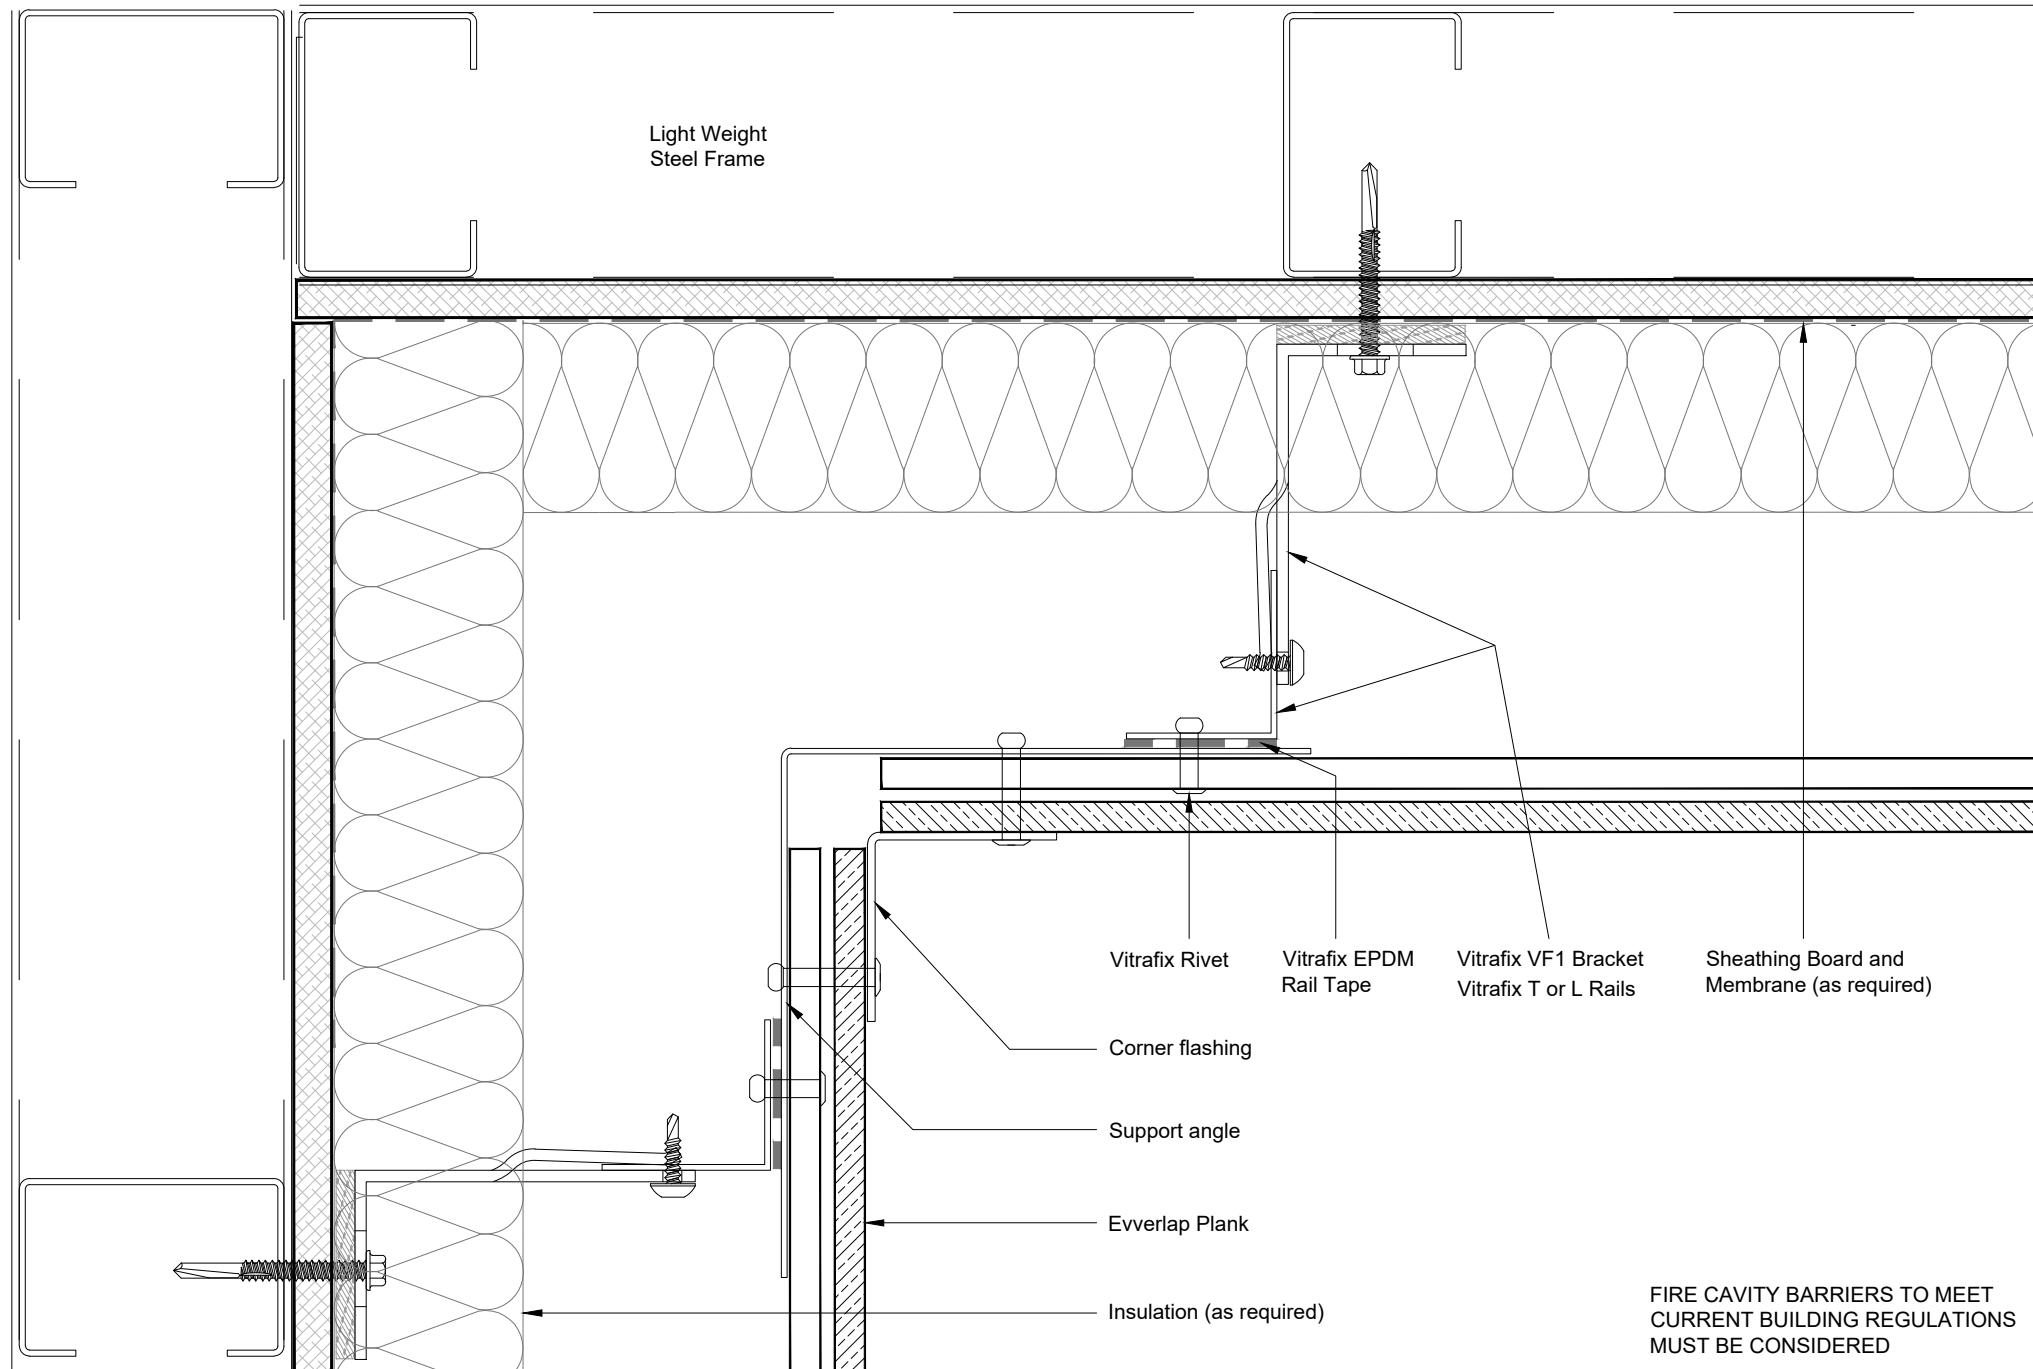 Light Weight
Steel Frame
Vitrafix Rivet
Vitrafix EPDM
Rail Tape
Vitrafix VF1 Bracket
Vitrafix T or L Rails
Sheathing Board and
Membrane (as required)
Corner flashing
Support angle
Evverlap Plank
Insulation (as required)
FIRE CAVITY BARRIERS TO MEET
CURRENT BUILDING REGULATIONS
MUST BE CONSIDERED